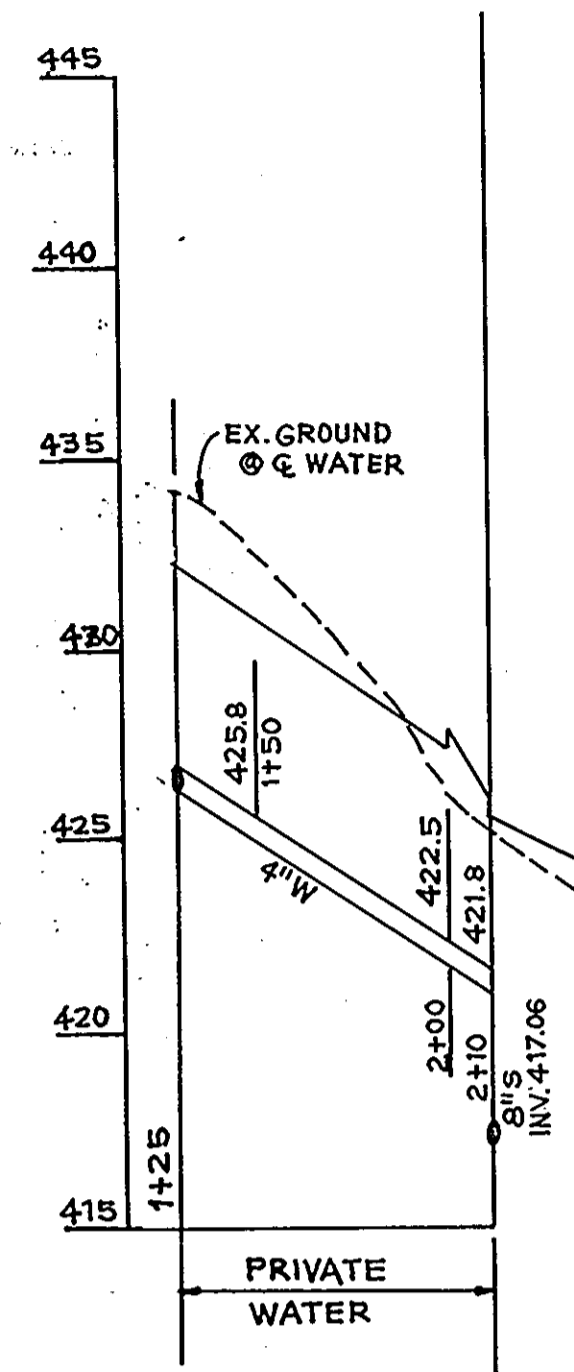 445
440
435
EX. GROUND
@ ℄ WATER
430
425.8
1+50
425
4"W
422.5
421.8
420
2+00
2+10
8"S
INV. 417.06
1+25
415
PRIVATE
WATER